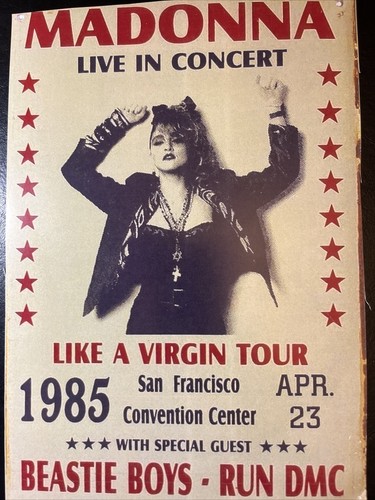 MADONNA
LIVE IN CONCERT
LIKE A VIRGIN TOUR
1985
San Francisco
Convention Center
APR.
23
WITH SPECIAL GUEST
BEASTIE BOYS - RUN DMC